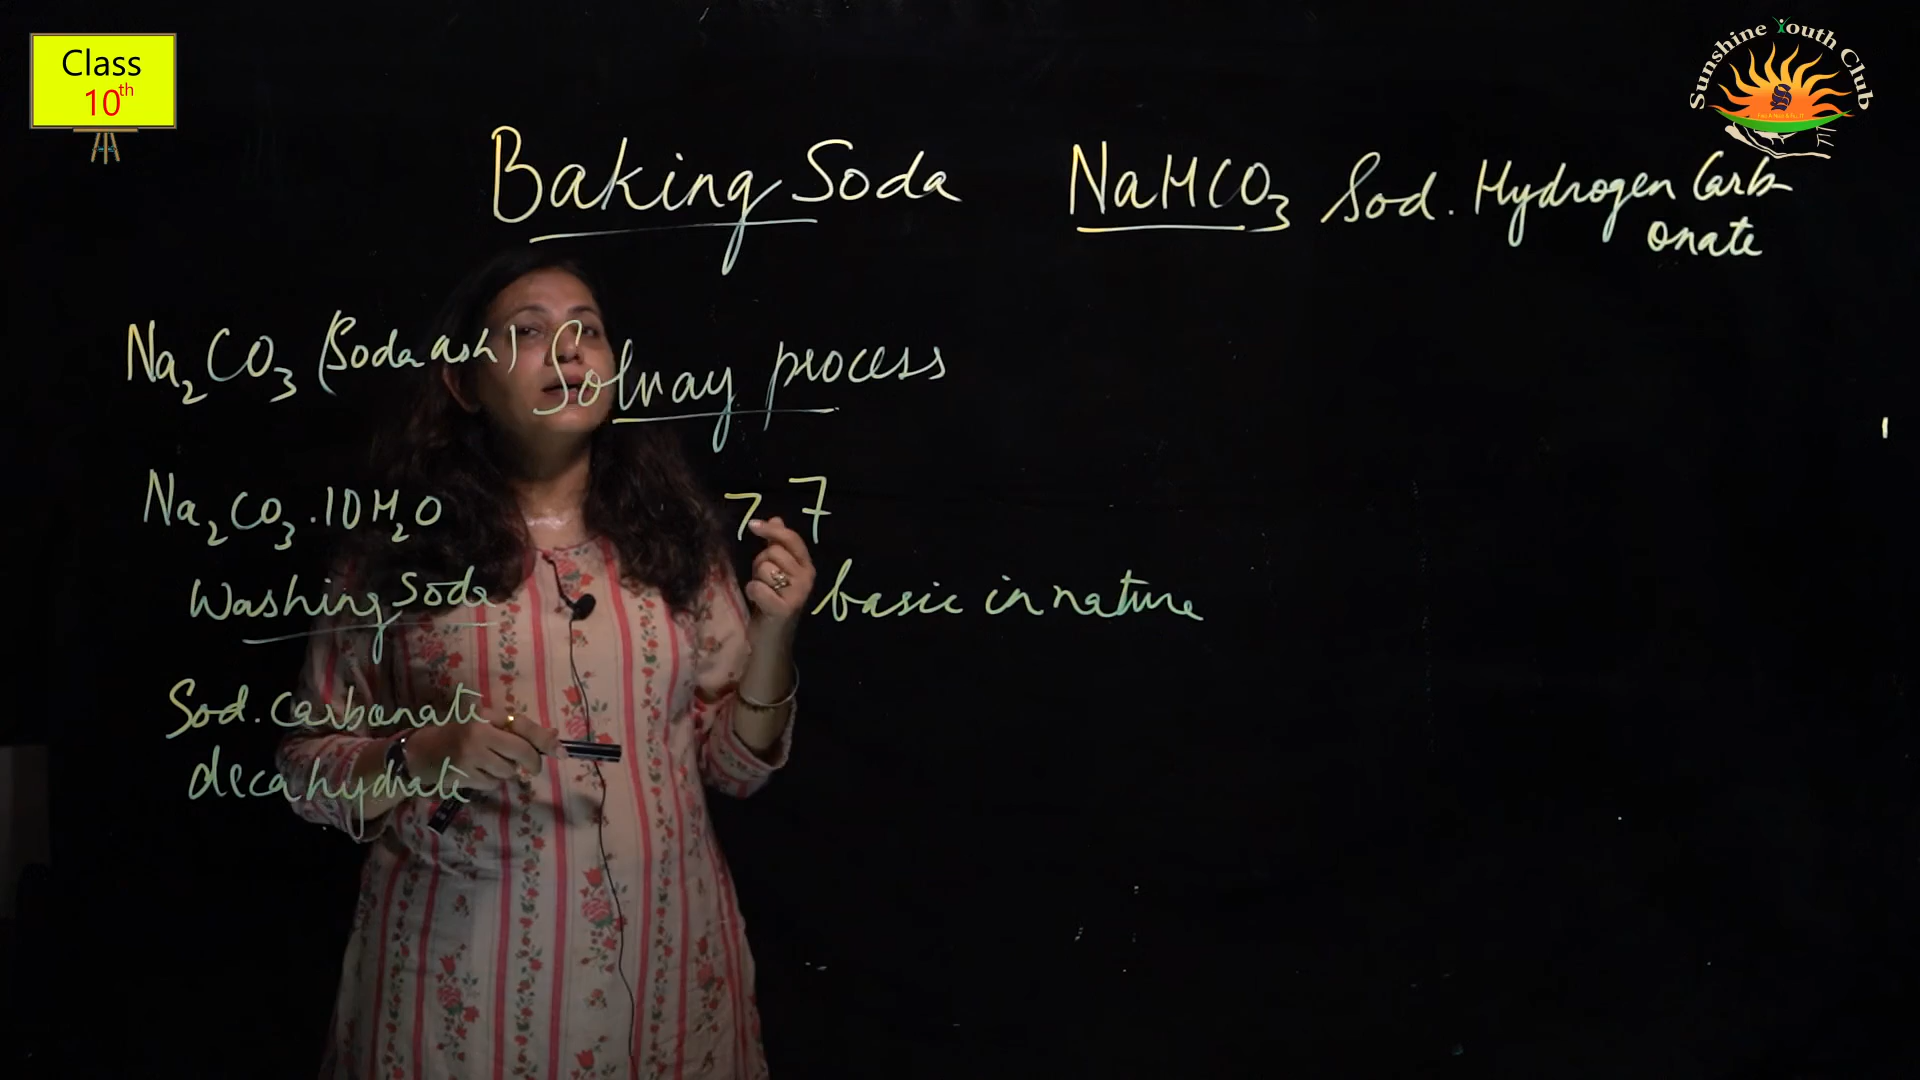 Class
10th
Sunshine Youth Club
Baking Soda NaHCO3 Sod. Hydrogen Carb
onate
Na2CO3 (Soda ash) Solvay process
Na2CO3.10H2O > 7
Washing Soda basic in nature
Sod. carbonate
decahydrate